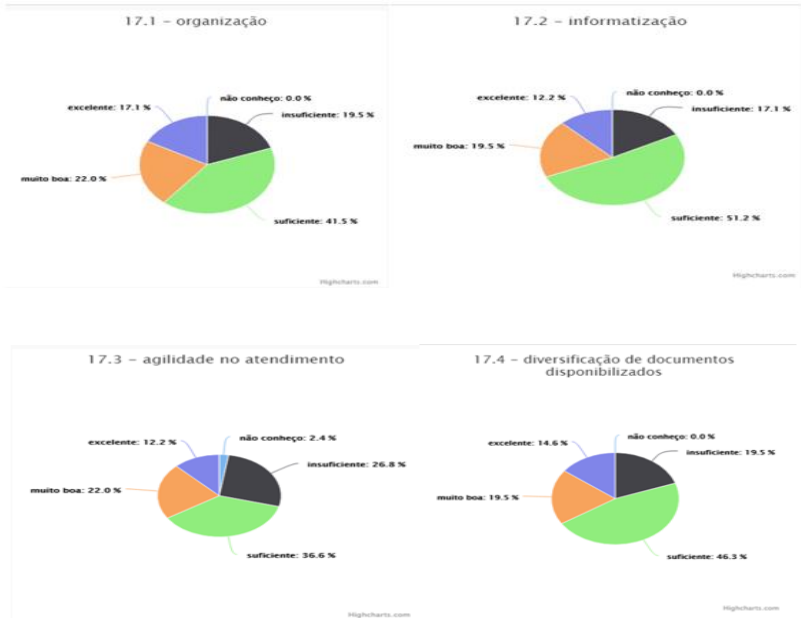 17.1 – organização
não conheço: 0.0 %
excelente: 17.1 %
insuficiente: 19.5 %
muito boa: 22.0 %
suficiente: 41.5 %
Highcharts.com
17.2 – informatização
não conheço: 0.0 %
excelente: 12.2 %
insuficiente: 17.1 %
muito boa: 19.5 %
suficiente: 51.2 %
Highcharts.com
17.3 – agilidade no atendimento
não conheço: 2.4 %
excelente: 12.2 %
insuficiente: 26.8 %
muito boa: 22.0 %
suficiente: 36.6 %
Highcharts.com
17.4 – diversificação de documentos
disponibilizados
não conheço: 0.0 %
excelente: 14.6 %
insuficiente: 19.5 %
muito boa: 19.5 %
suficiente: 46.3 %
Highcharts.com